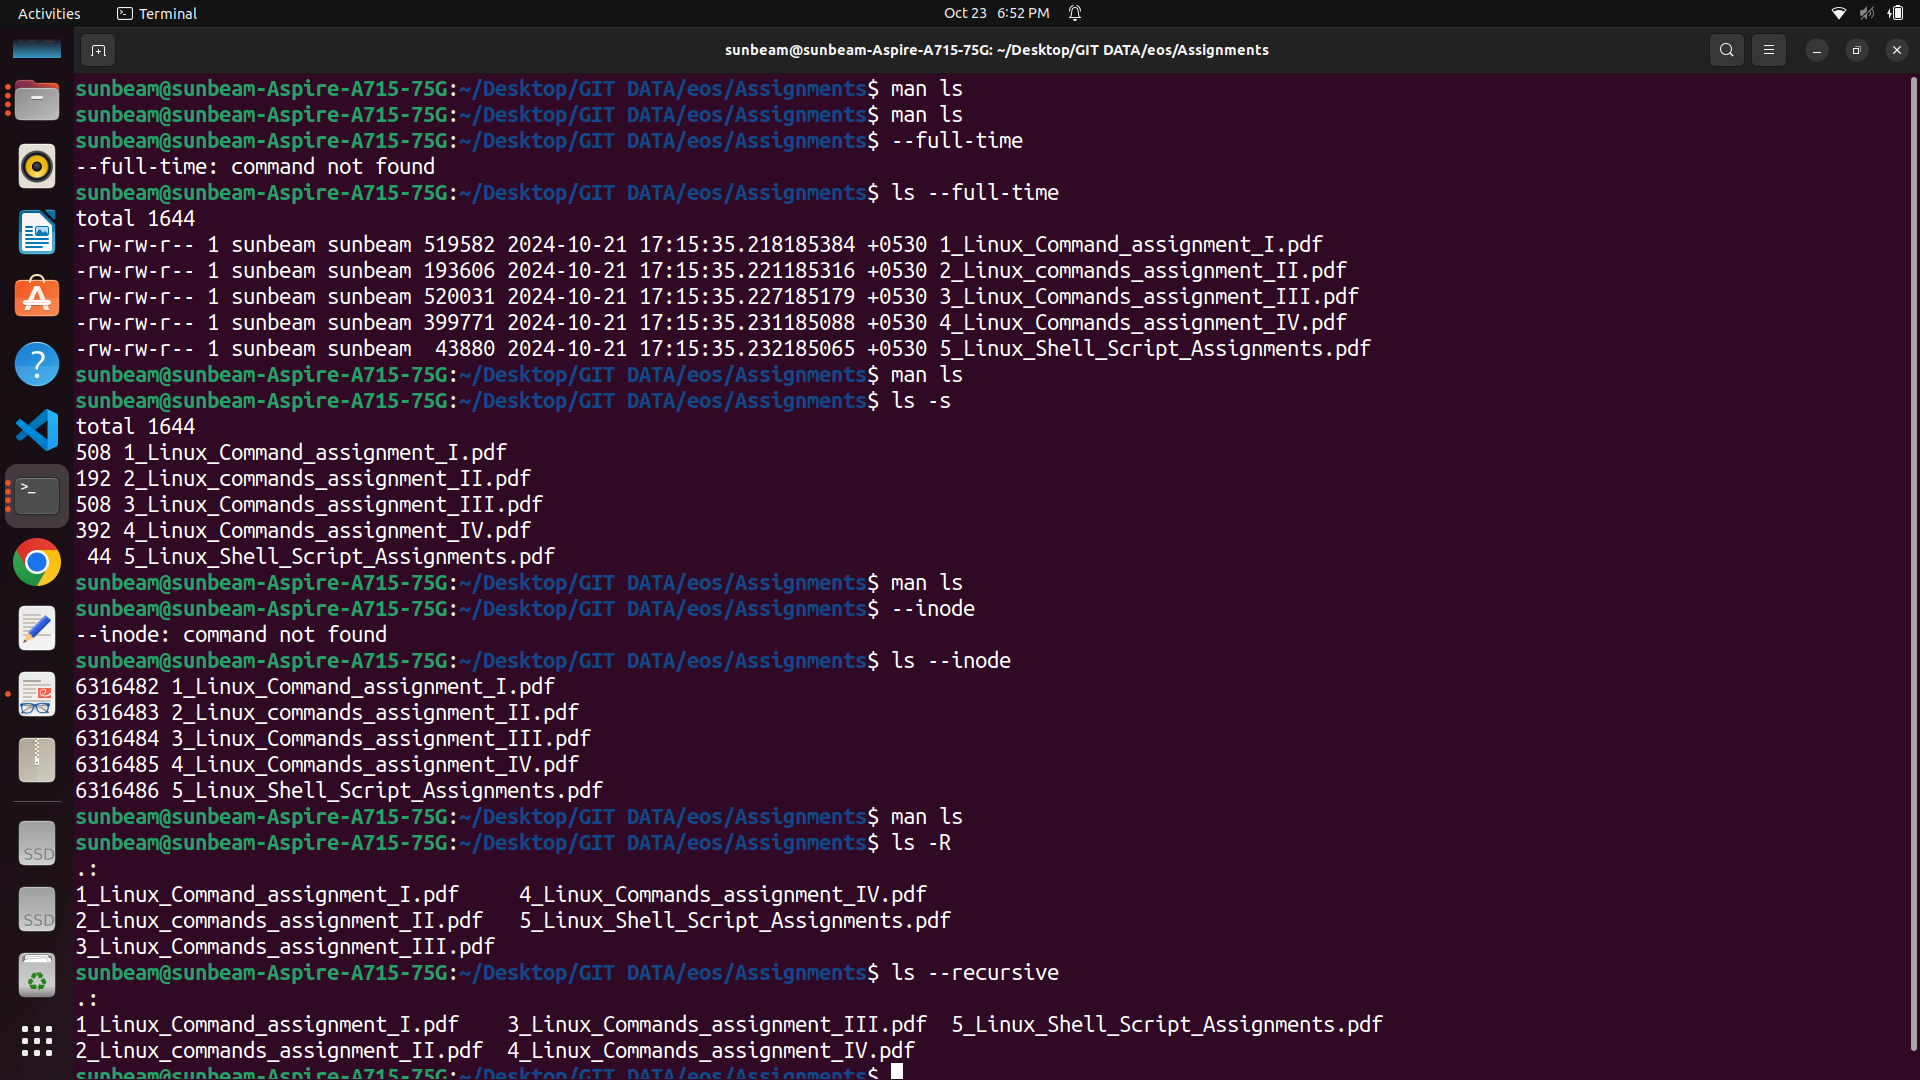 Activities Terminal Oct 23 6:52 PM
sunbeam@sunbeam-Aspire-A715-75G: ~/Desktop/GIT DATA/eos/Assignments
sunbeam@sunbeam-Aspire-A715-75G:~/Desktop/GIT DATA/eos/Assignments$ man ls
sunbeam@sunbeam-Aspire-A715-75G:~/Desktop/GIT DATA/eos/Assignments$ man ls
sunbeam@sunbeam-Aspire-A715-75G:~/Desktop/GIT DATA/eos/Assignments$ --full-time
--full-time: command not found
sunbeam@sunbeam-Aspire-A715-75G:~/Desktop/GIT DATA/eos/Assignments$ ls --full-time
total 1644
-rw-rw-r-- 1 sunbeam sunbeam 519582 2024-10-21 17:15:35.218185384 +0530 1_Linux_Command_assignment_I.pdf
-rw-rw-r-- 1 sunbeam sunbeam 193606 2024-10-21 17:15:35.221185316 +0530 2_Linux_commands_assignment_II.pdf
-rw-rw-r-- 1 sunbeam sunbeam 520031 2024-10-21 17:15:35.227185179 +0530 3_Linux_Commands_assignment_III.pdf
-rw-rw-r-- 1 sunbeam sunbeam 399771 2024-10-21 17:15:35.231185088 +0530 4_Linux_Commands_assignment_IV.pdf
-rw-rw-r-- 1 sunbeam sunbeam  43880 2024-10-21 17:15:35.232185065 +0530 5_Linux_Shell_Script_Assignments.pdf
sunbeam@sunbeam-Aspire-A715-75G:~/Desktop/GIT DATA/eos/Assignments$ man ls
sunbeam@sunbeam-Aspire-A715-75G:~/Desktop/GIT DATA/eos/Assignments$ ls -s
total 1644
508 1_Linux_Command_assignment_I.pdf
192 2_Linux_commands_assignment_II.pdf
508 3_Linux_Commands_assignment_III.pdf
392 4_Linux_Commands_assignment_IV.pdf
 44 5_Linux_Shell_Script_Assignments.pdf
sunbeam@sunbeam-Aspire-A715-75G:~/Desktop/GIT DATA/eos/Assignments$ man ls
sunbeam@sunbeam-Aspire-A715-75G:~/Desktop/GIT DATA/eos/Assignments$ --inode
--inode: command not found
sunbeam@sunbeam-Aspire-A715-75G:~/Desktop/GIT DATA/eos/Assignments$ ls --inode
6316482 1_Linux_Command_assignment_I.pdf
6316483 2_Linux_commands_assignment_II.pdf
6316484 3_Linux_Commands_assignment_III.pdf
6316485 4_Linux_Commands_assignment_IV.pdf
6316486 5_Linux_Shell_Script_Assignments.pdf
sunbeam@sunbeam-Aspire-A715-75G:~/Desktop/GIT DATA/eos/Assignments$ man ls
sunbeam@sunbeam-Aspire-A715-75G:~/Desktop/GIT DATA/eos/Assignments$ ls -R
.:
1_Linux_Command_assignment_I.pdf     4_Linux_Commands_assignment_IV.pdf
2_Linux_commands_assignment_II.pdf   5_Linux_Shell_Script_Assignments.pdf
3_Linux_Commands_assignment_III.pdf
sunbeam@sunbeam-Aspire-A715-75G:~/Desktop/GIT DATA/eos/Assignments$ ls --recursive
.:
1_Linux_Command_assignment_I.pdf    3_Linux_Commands_assignment_III.pdf  5_Linux_Shell_Script_Assignments.pdf
2_Linux_commands_assignment_II.pdf  4_Linux_Commands_assignment_IV.pdf
sunbeam@sunbeam-Aspire-A715-75G:~/Desktop/GIT DATA/eos/Assignments$
SSD
SSD